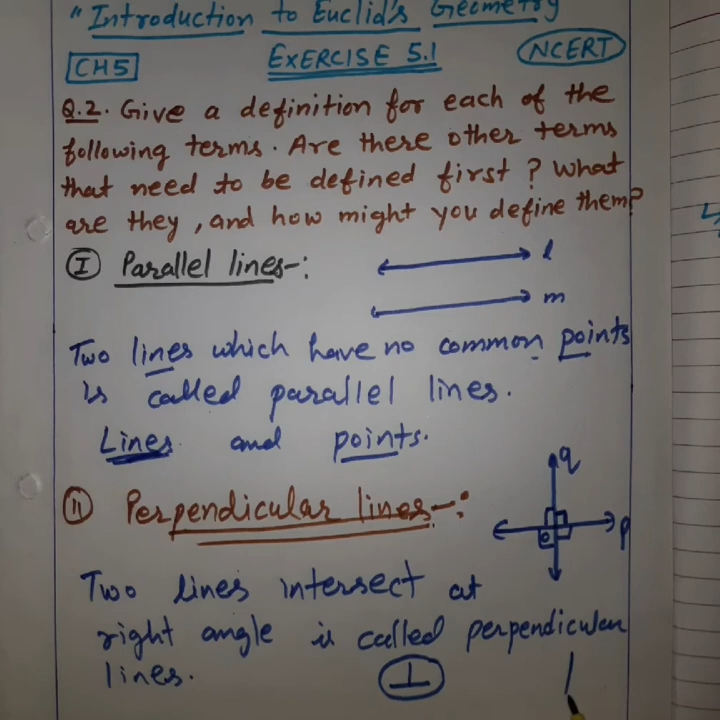 "Introduction to Euclid's Geometry
CH5 EXERCISE 5.1 NCERT
Q.2. Give a definition for each of the
following terms. Are there other terms
that need to be defined first? What
are they, and how might you define them?
I Parallel lines-: l
m
Two lines which have no common points
is called parallel lines.
Lines and points.
II Perpendicular lines-: q
p
Two lines intersect at
right angle is called perpendicular
lines. ⊥